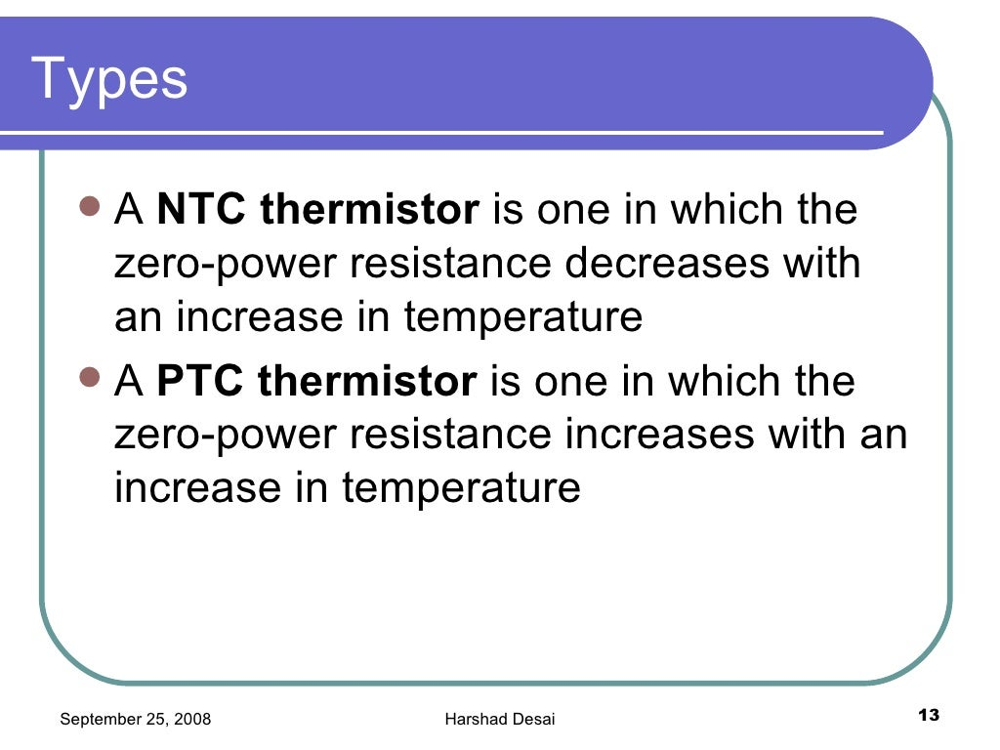 Types
A NTC thermistor is one in which the
zero-power resistance decreases with
an increase in temperature
A PTC thermistor is one in which the
zero-power resistance increases with an
increase in temperature
September 25, 2008
Harshad Desai
13